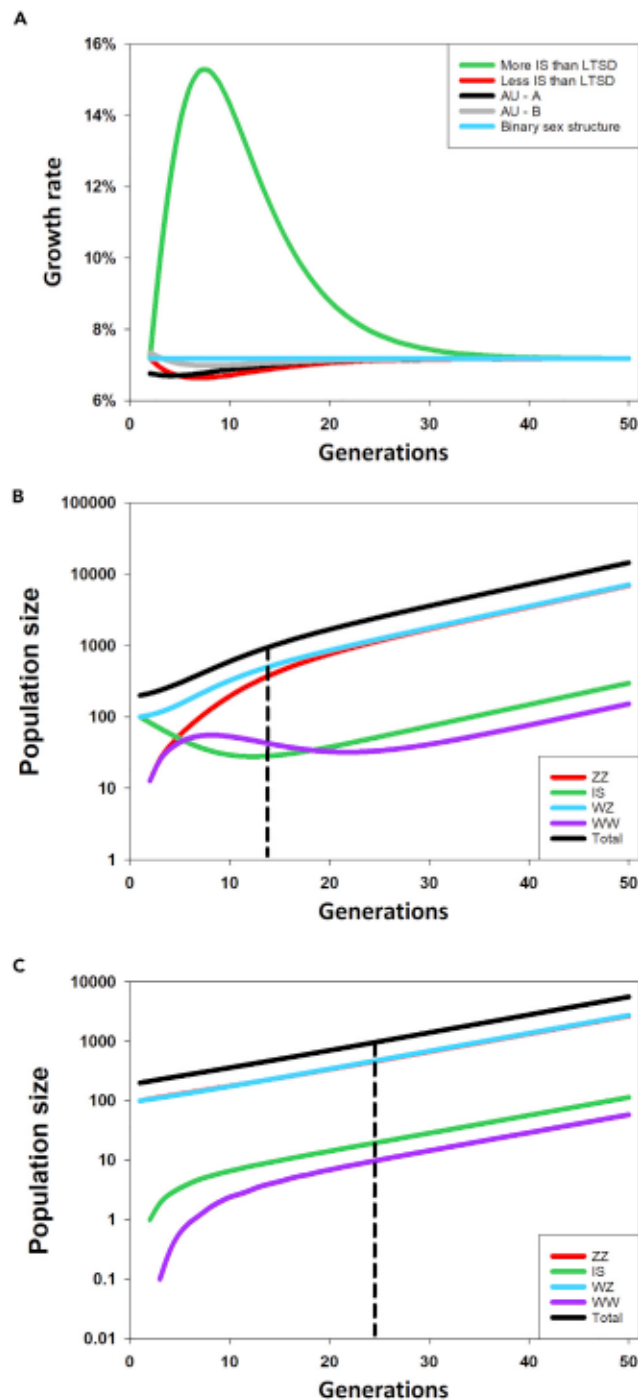 A
16%
14%
12%
10%
8%
6%
Growth rate
More IS than LTSD
Less IS than LTSD
AU - A
AU - B
Binary sex structure
0 10 20 30 40 50
Generations
B
100000
10000
1000
100
10
1
Population size
ZZ
IS
WZ
WW
Total
0 10 20 30 40 50
Generations
C
10000
1000
100
10
1
0.1
0.01
Population size
ZZ
IS
WZ
WW
Total
0 10 20 30 40 50
Generations